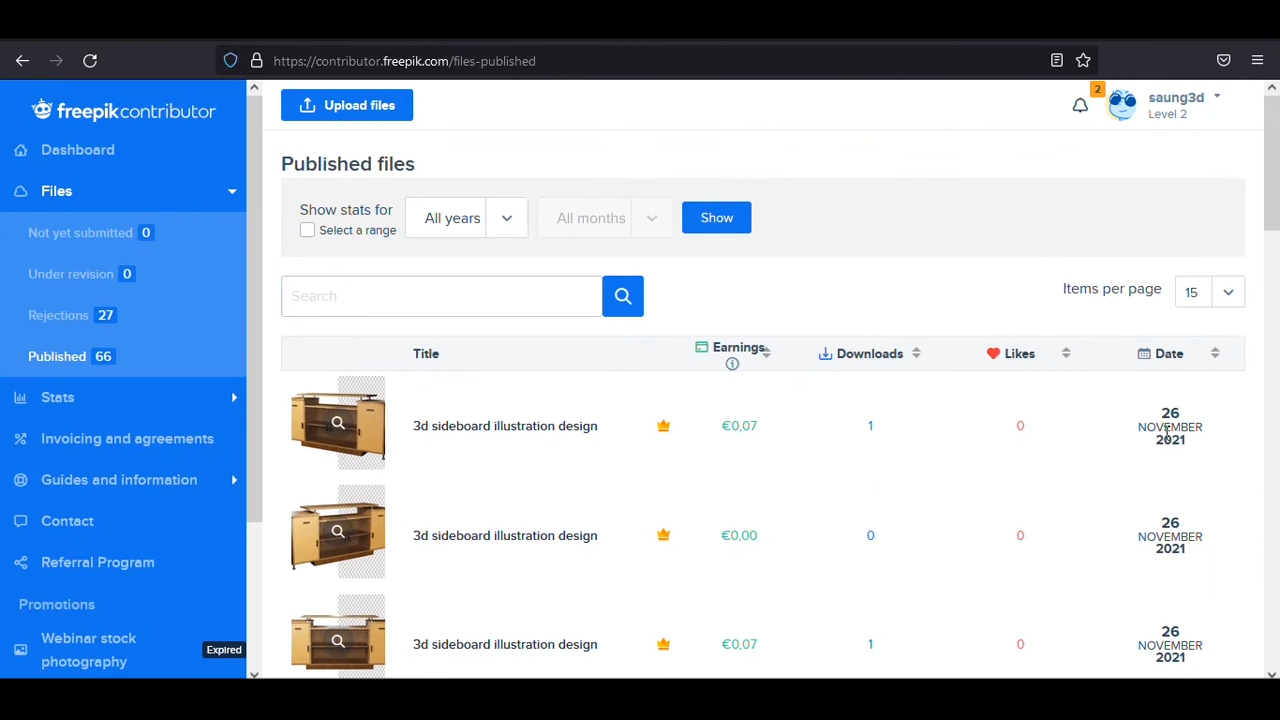 https://contributor.freepik.com/files-published
freepikcontributor
Upload files
2
saung3d
Level 2
Dashboard
Files
Not yet submitted 0
Under revision 0
Rejections 27
Published 66
Stats
Invoicing and agreements
Guides and information
Contact
Referral Program
Promotions
Webinar stock
photography
Expired
Published files
Show stats for
Select a range
All years
All months
Show
Search
Items per page
15
Title Earnings Downloads Likes Date
3d sideboard illustration design €0,07 1 0 26
NOVEMBER
2021
3d sideboard illustration design €0,00 0 0 26
NOVEMBER
2021
3d sideboard illustration design €0,07 1 0 26
NOVEMBER
2021